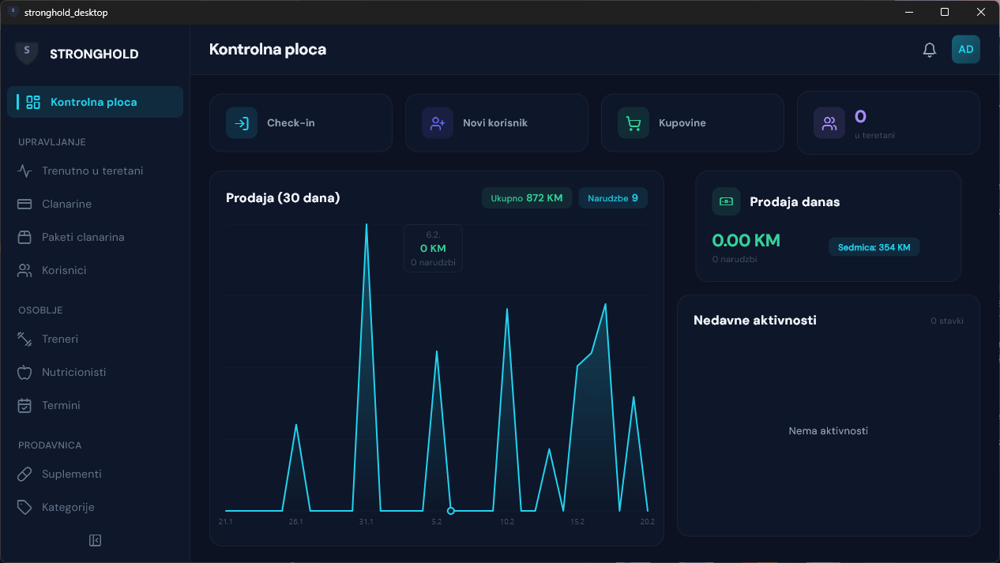 stronghold_desktop
S
STRONGHOLD
Kontrolna ploca
UPRAVLJANJE
Trenutno u teretani
Clanarine
Paketi clanarina
Korisnici
OSOBLJE
Treneri
Nutricionisti
Termini
PRODAVNICA
Suplementi
Kategorije
Kontrolna ploca
AD
Check-in
Novi korisnik
Kupovine
0
u teretani
Prodaja (30 dana)
Ukupno 872 KM
Narudzbe 9
6.2.
0 KM
0 narudzbi
21.1 26.1 31.1 5.2 10.2 15.2 20.2
Prodaja danas
0.00 KM
0 narudzbi
Sedmica: 354 KM
Nedavne aktivnosti
0 stavki
Nema aktivnosti